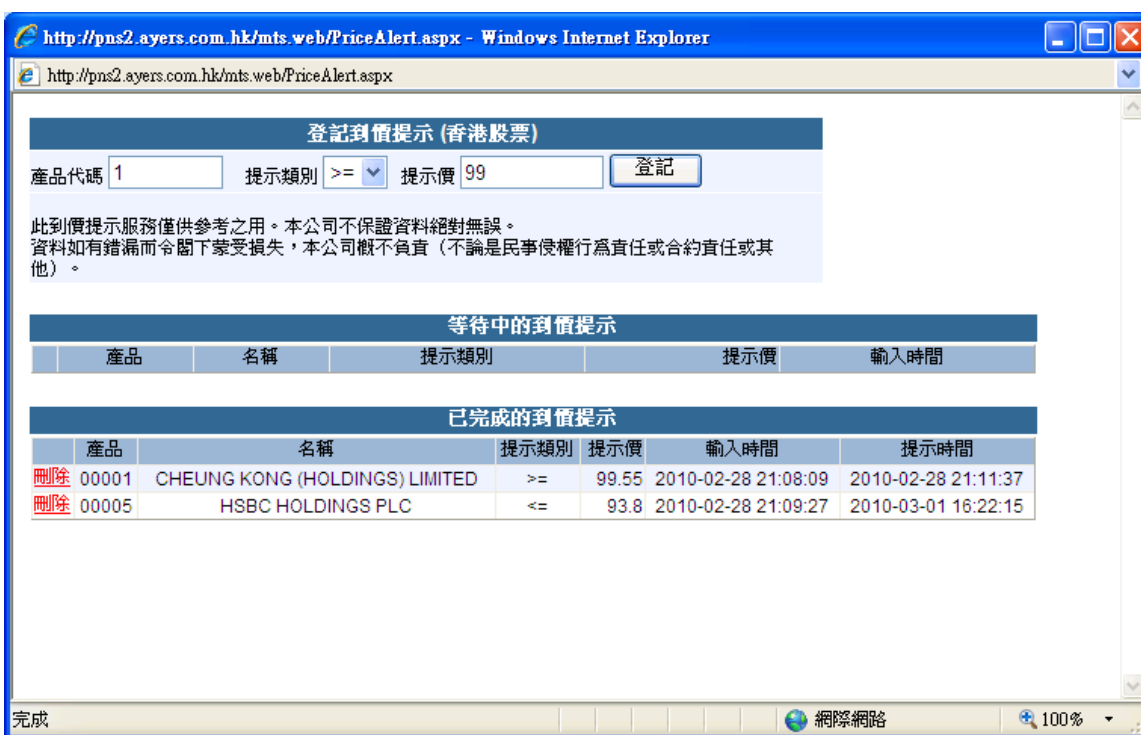 http://pns2.ayers.com.hk/mts.web/PriceAlert.aspx - Windows Internet Explorer
http://pns2.ayers.com.hk/mts.web/PriceAlert.aspx
登記到價提示 (香港股票)
產品代碼 1 提示類別 >= 提示價 99 登記
此到價提示服務僅供參考之用。本公司不保證資料絕對無誤。
資料如有錯漏而令閣下蒙受損失，本公司概不負責（不論是民事侵權行爲責任或合約責任或其
他）。
等待中的到價提示
產品 名稱 提示類別 提示價 輸入時間
已完成的到價提示
產品 名稱 提示類別 提示價 輸入時間 提示時間
刪除 00001 CHEUNG KONG (HOLDINGS) LIMITED >= 99.55 2010-02-28 21:08:09 2010-02-28 21:11:37
刪除 00005 HSBC HOLDINGS PLC <= 93.8 2010-02-28 21:09:27 2010-03-01 16:22:15
完成 網際網路 100%